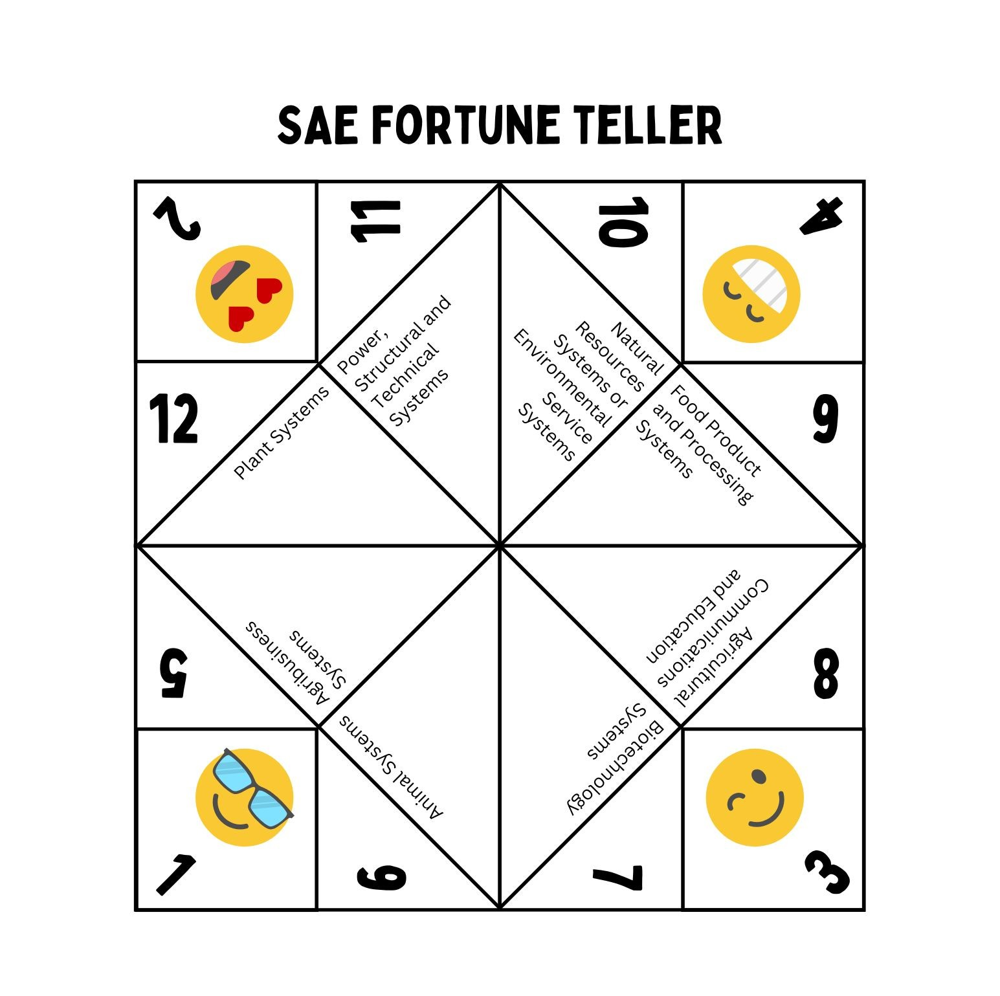 SAE FORTUNE TELLER
2
11
10
4
Power,
Structural and
Technical
Systems
Natural
Resources
Systems or
Environmental
Service
Systems
12
Plant Systems
Food Product
and Processing
Systems
9
5
Agribusiness
Systems
Agricultural
Communications
and Education
8
Animal Systems
Biotechnology
Systems
1
6
7
3